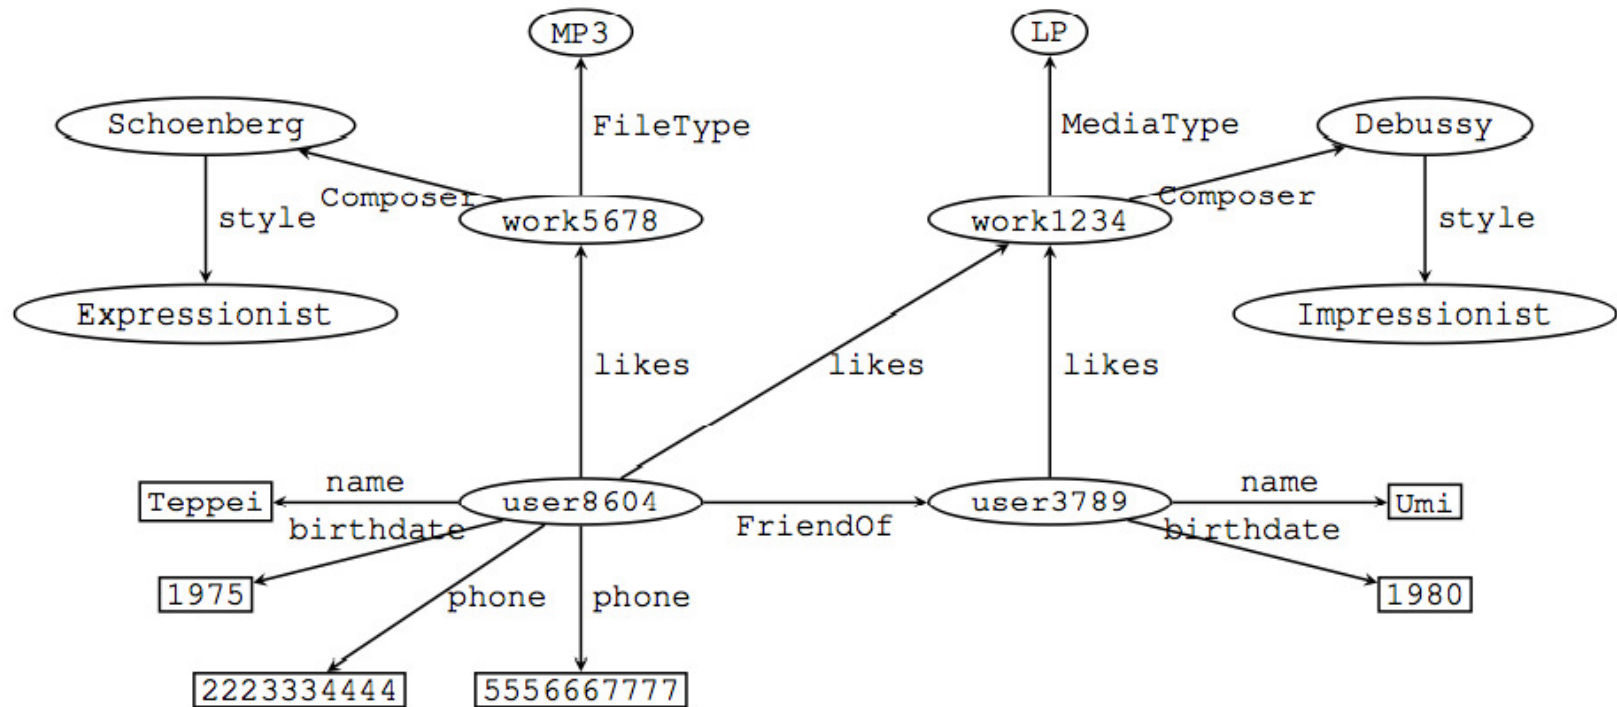 MP3
LP
Schoenberg
FileType
MediaType
Debussy
Composer
Composer
style
work5678
work1234
style
Expressionist
Impressionist
likes
likes
likes
name
name
Teppei
user8604
user3789
Umi
birthdate
FriendOf
birthdate
1975
phone
phone
1980
2223334444
5556667777